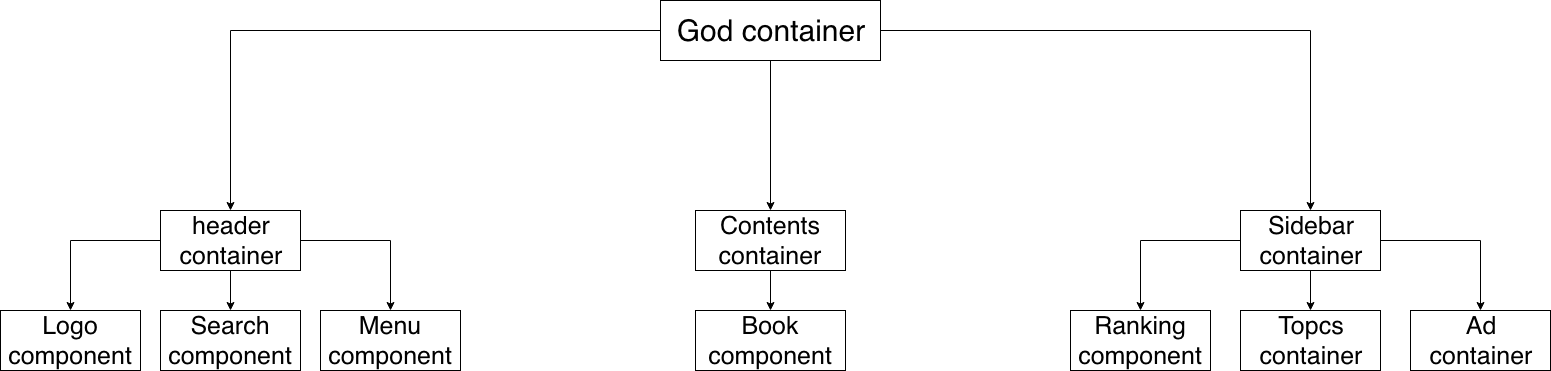 God container
header
container
Contents
container
Sidebar
container
Logo
component
Search
component
Menu
component
Book
component
Ranking
component
Topcs
container
Ad
container